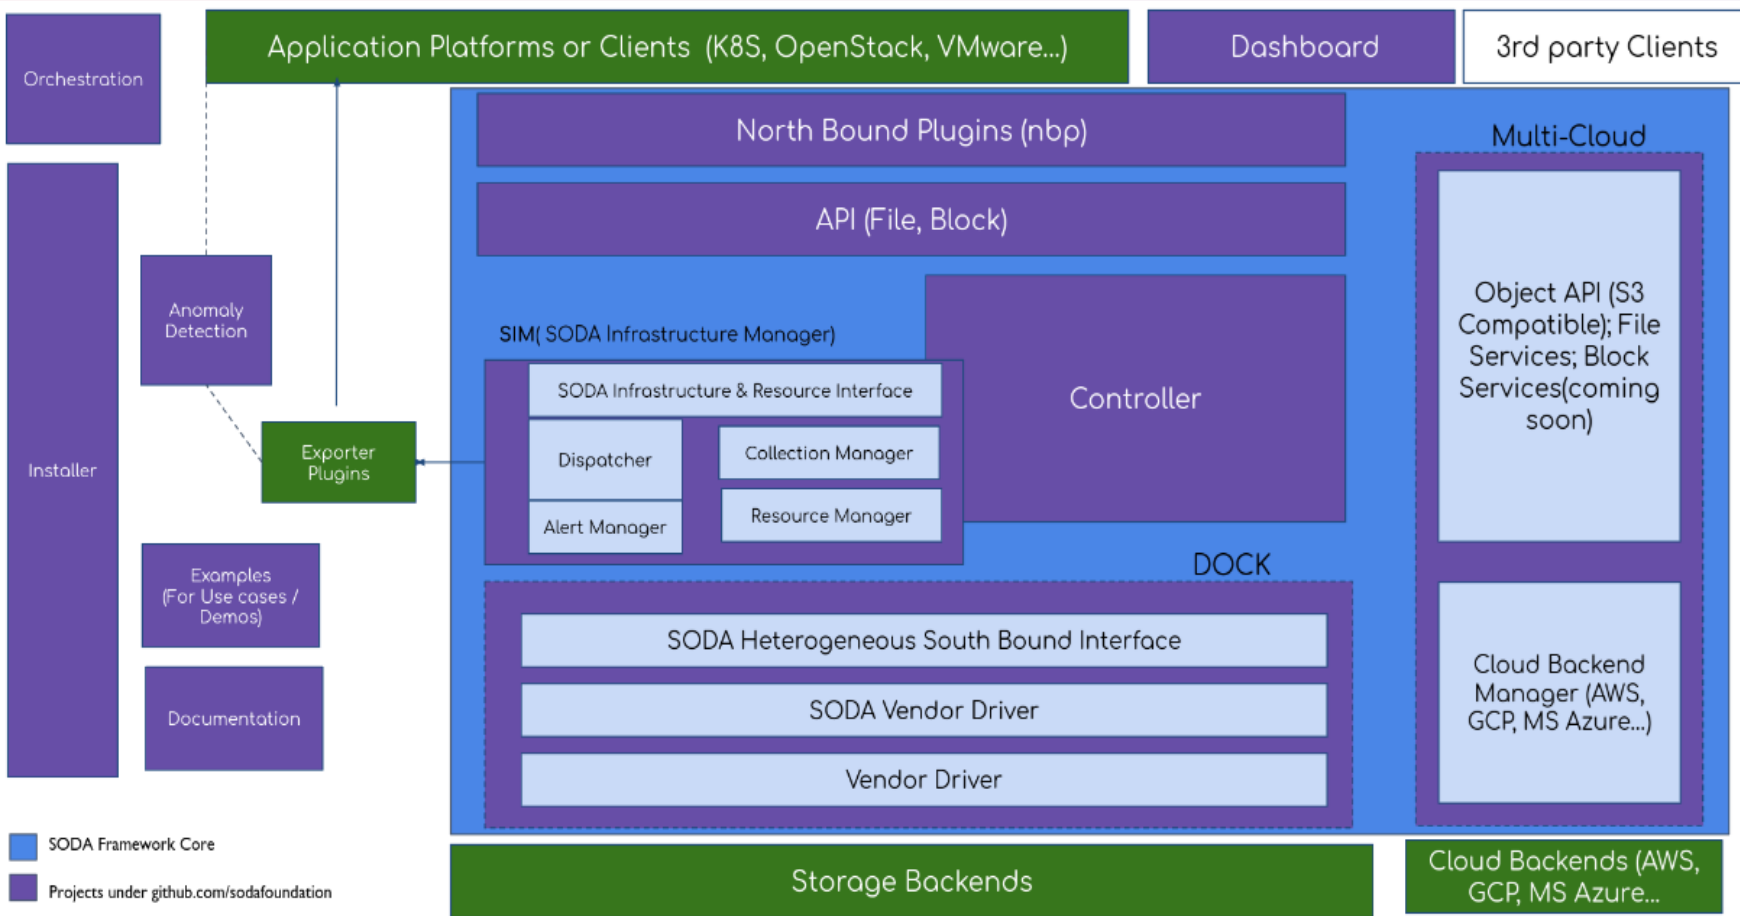 Orchestration
Application Platforms or Clients (K8S, OpenStack, VMware...)
Dashboard
3rd party Clients
North Bound Plugins (nbp)
Multi-Cloud
API (File, Block)
Anomaly
Detection
SIM( SODA Infrastructure Manager)
SODA Infrastructure & Resource Interface
Dispatcher
Collection Manager
Alert Manager
Resource Manager
Controller
Object API (S3
Compatible); File
Services; Block
Services(coming
soon)
Installer
Exporter
Plugins
DOCK
Examples
(For Use cases /
Demos)
SODA Heterogeneous South Bound Interface
SODA Vendor Driver
Vendor Driver
Cloud Backend
Manager (AWS,
GCP, MS Azure...)
Documentation
SODA Framework Core
Projects under github.com/sodafoundation
Storage Backends
Cloud Backends (AWS,
GCP, MS Azure...